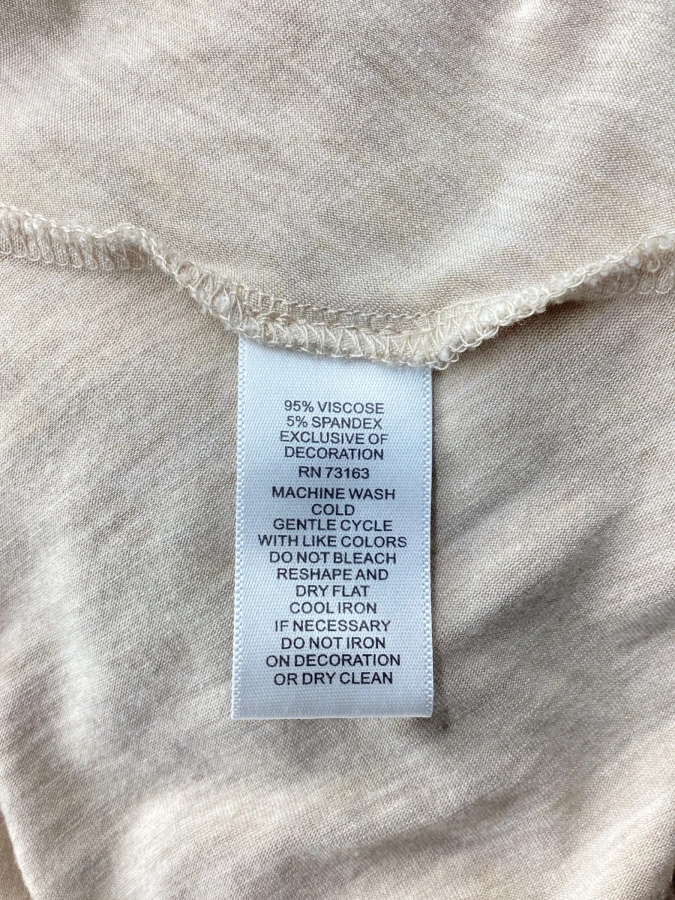 95% VISCOSE
5% SPANDEX
EXCLUSIVE OF
DECORATION
RN 73163
MACHINE WASH
COLD
GENTLE CYCLE
WITH LIKE COLORS
DO NOT BLEACH
RESHAPE AND
DRY FLAT
COOL IRON
IF NECESSARY
DO NOT IRON
ON DECORATION
OR DRY CLEAN